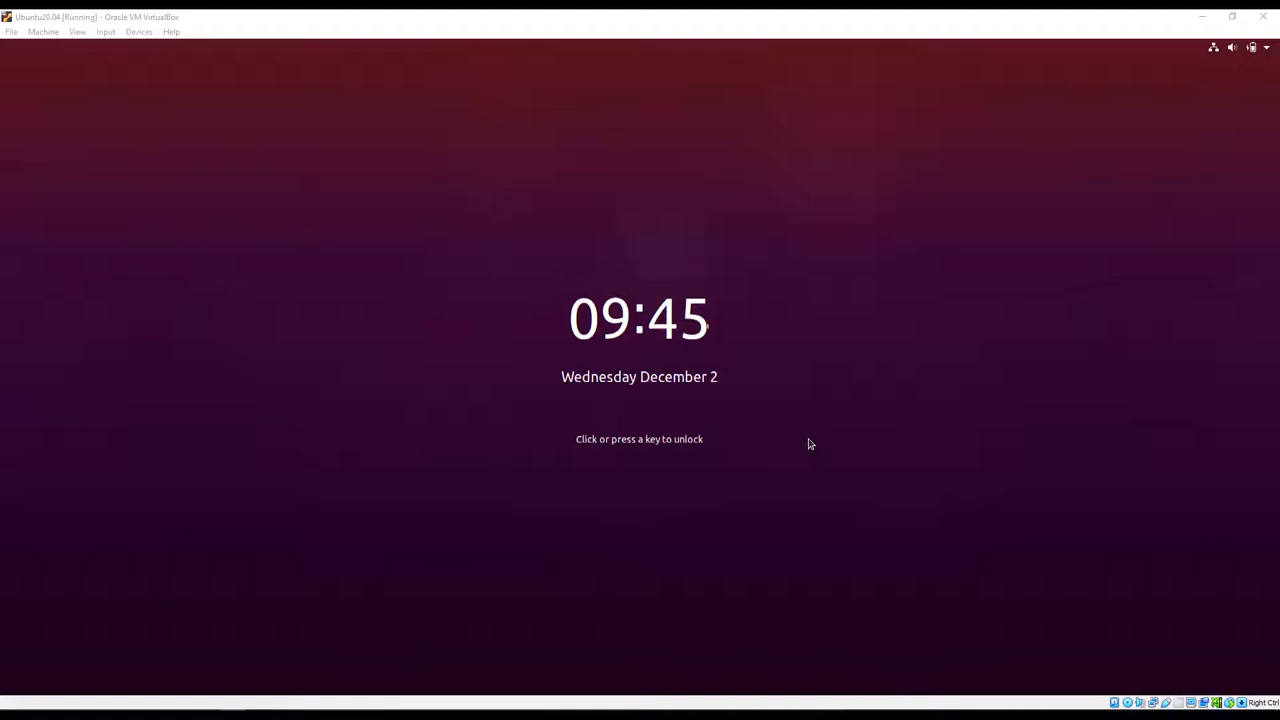 Ubuntu20.04 [Running] - Oracle VM VirtualBox
File Machine View Input Devices Help
09:45
Wednesday December 2
Click or press a key to unlock
Right Ctrl